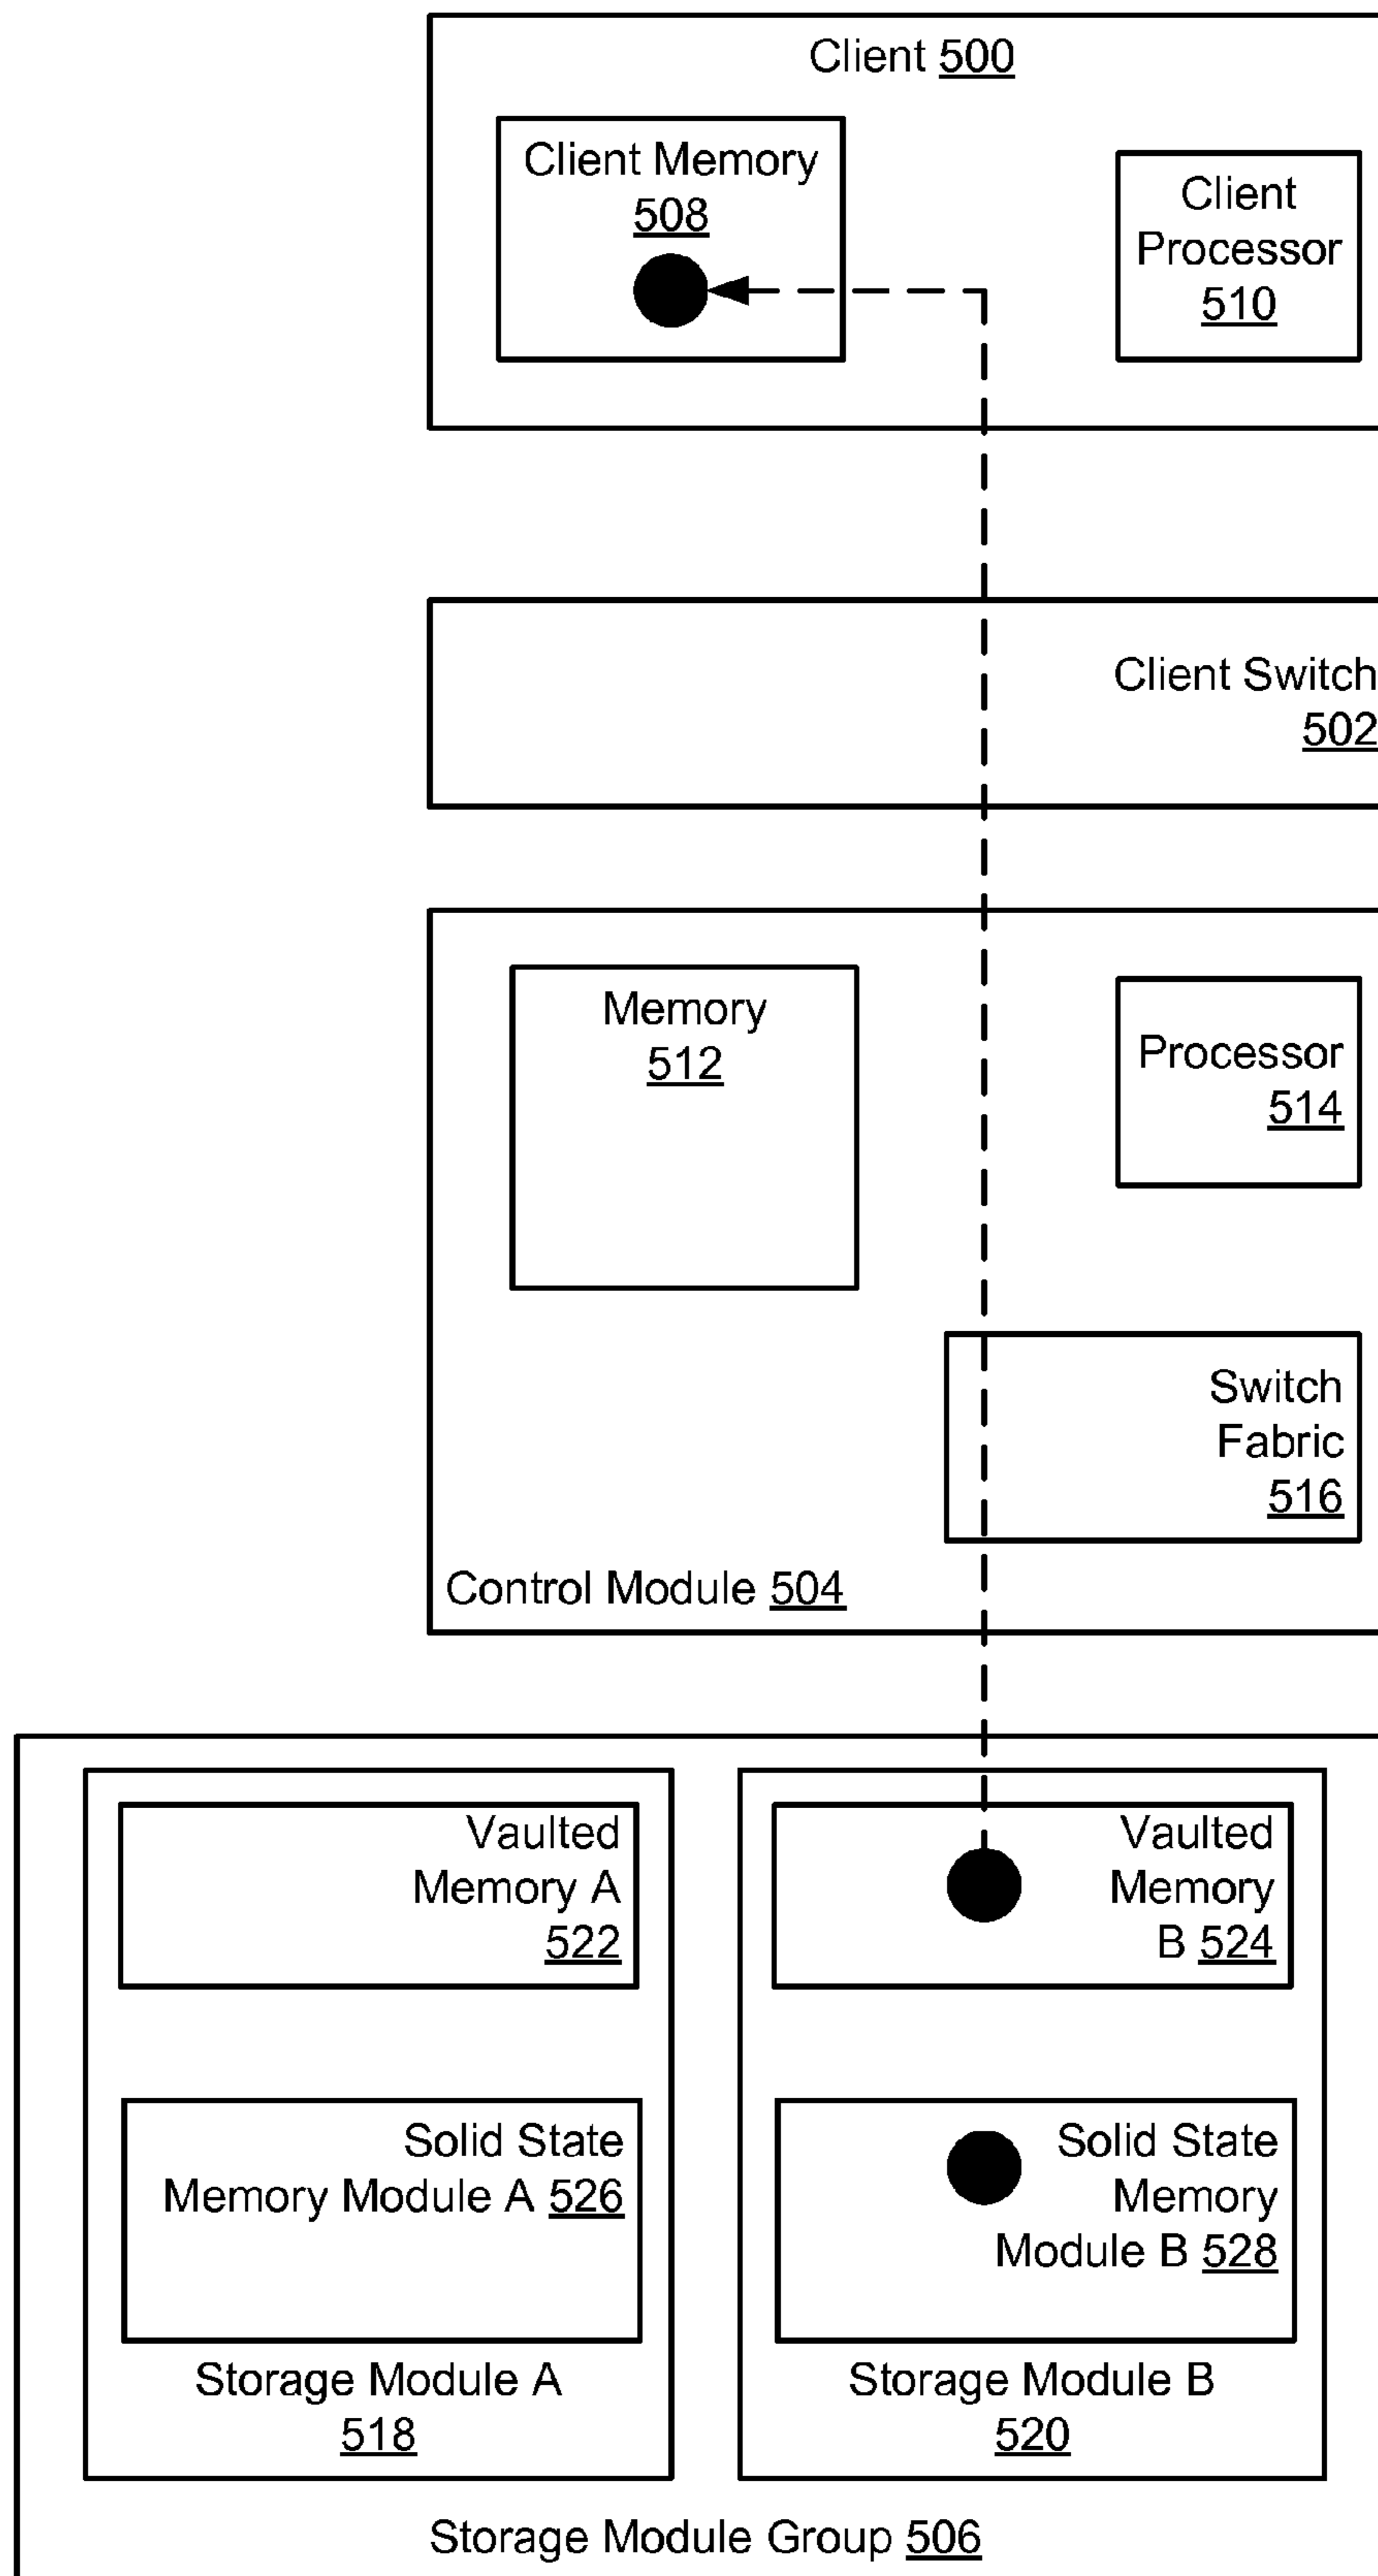 Client 500
Client Memory
508
Client
Processor
510
Client Switch
502
Memory
512
Processor
514
Switch
Fabric
516
Control Module 504
Vaulted
Memory A
522
Vaulted
Memory
B 524
Solid State
Memory Module A 526
Solid State
Memory
Module B 528
Storage Module A
518
Storage Module B
520
Storage Module Group 506